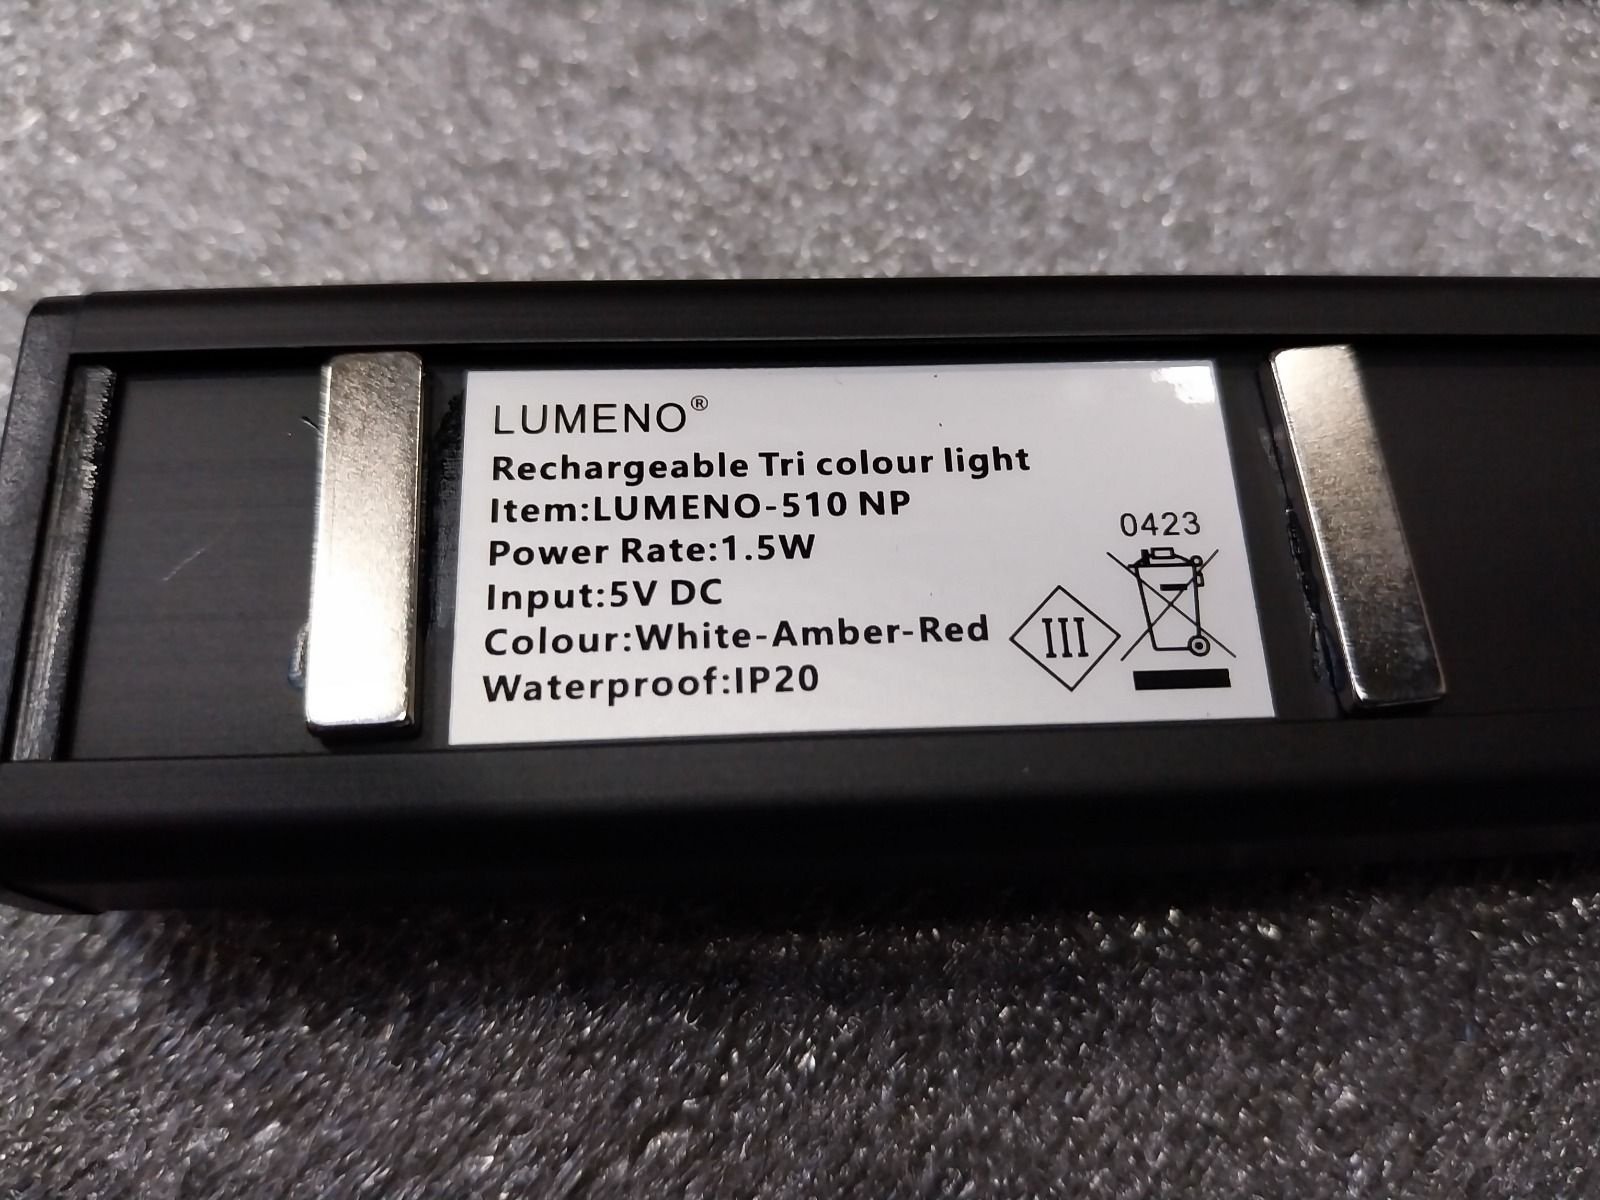 LUMENO®
Rechargeable Tri colour light
Item:LUMENO-510 NP
Power Rate:1.5W
Input:5V DC
Colour:White-Amber-Red
Waterproof:IP20
0423
III